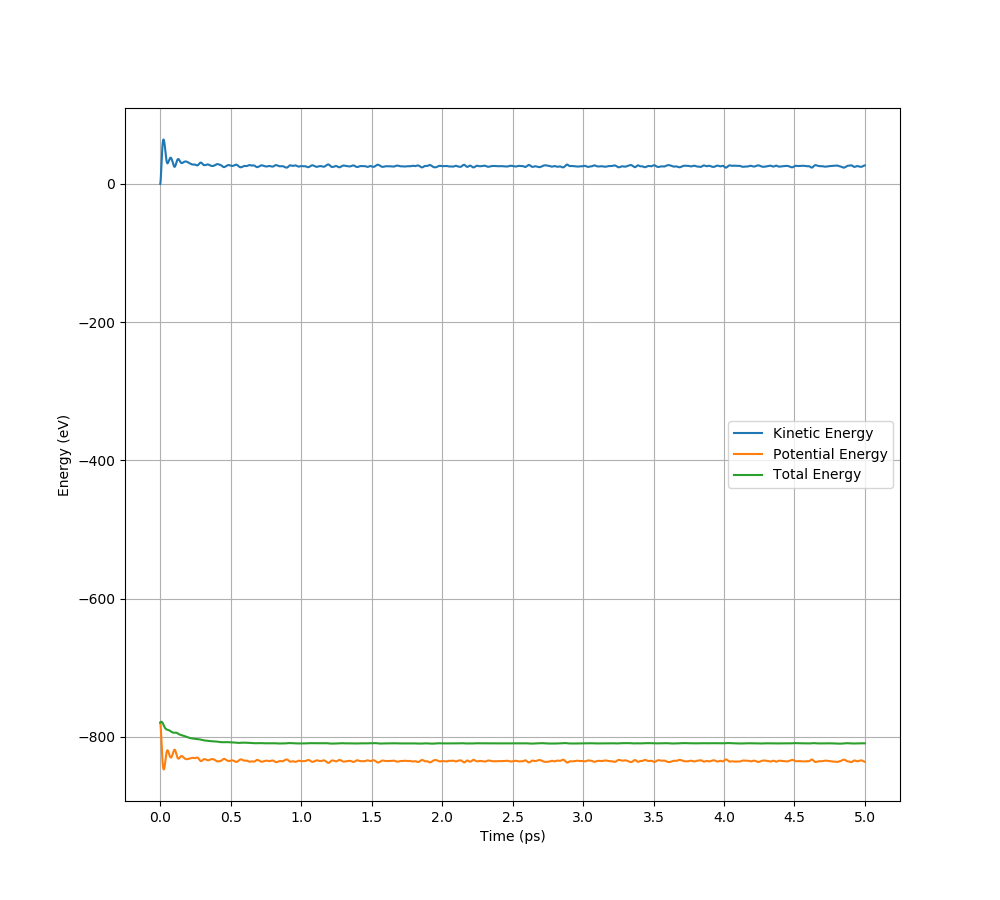 0
−200
−400
−600
−800
Energy (eV)
Kinetic Energy
Potential Energy
Total Energy
0.0 0.5 1.0 1.5 2.0 2.5 3.0 3.5 4.0 4.5 5.0
Time (ps)